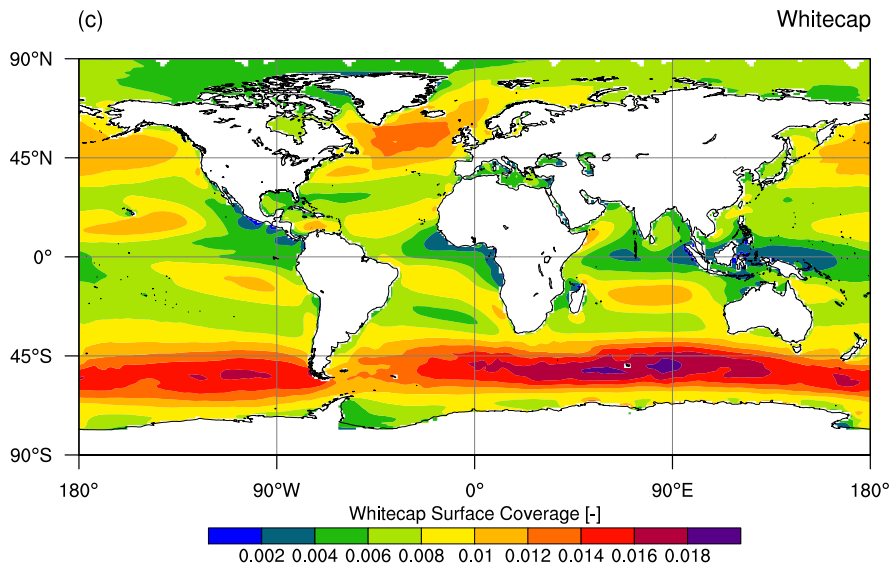 (c) Whitecap
90°N
45°N
0°
45°S
90°S
180° 90°W 0° 90°E 180°
Whitecap Surface Coverage [-]
0.002 0.004 0.006 0.008 0.01 0.012 0.014 0.016 0.018